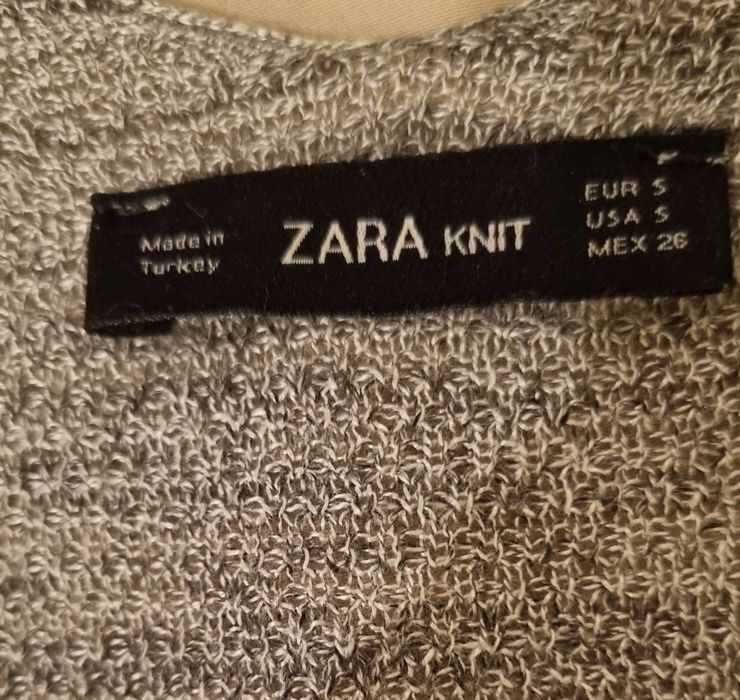 Made in
Turkey
ZARA KNIT
EUR S
USA S
MEX 26